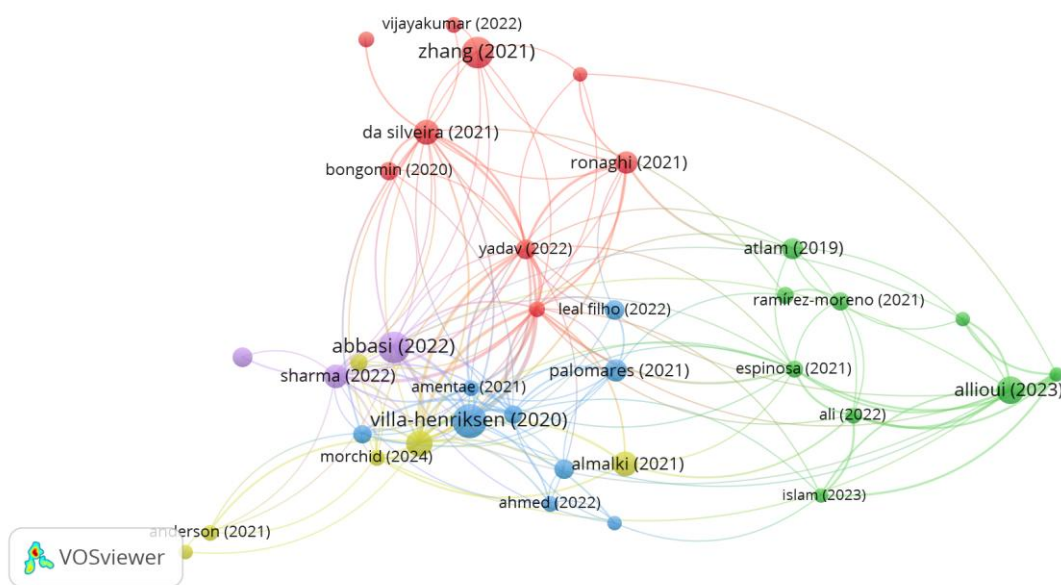 vijayakumar (2022)
zhang (2021)
da silveira (2021)
bongomin (2020)
ronaghi (2021)
yadav (2022)
atlam (2019)
ramírez-moreno (2021)
leal filho (2022)
abbasi (2022)
sharma (2022)
amentae (2021)
palomares (2021)
espinosa (2021)
allioui (2023)
villa-henriksen (2020)
ali (2022)
morchid (2024)
almalki (2021)
ahmed (2022)
islam (2023)
anderson (2021)
VOSviewer